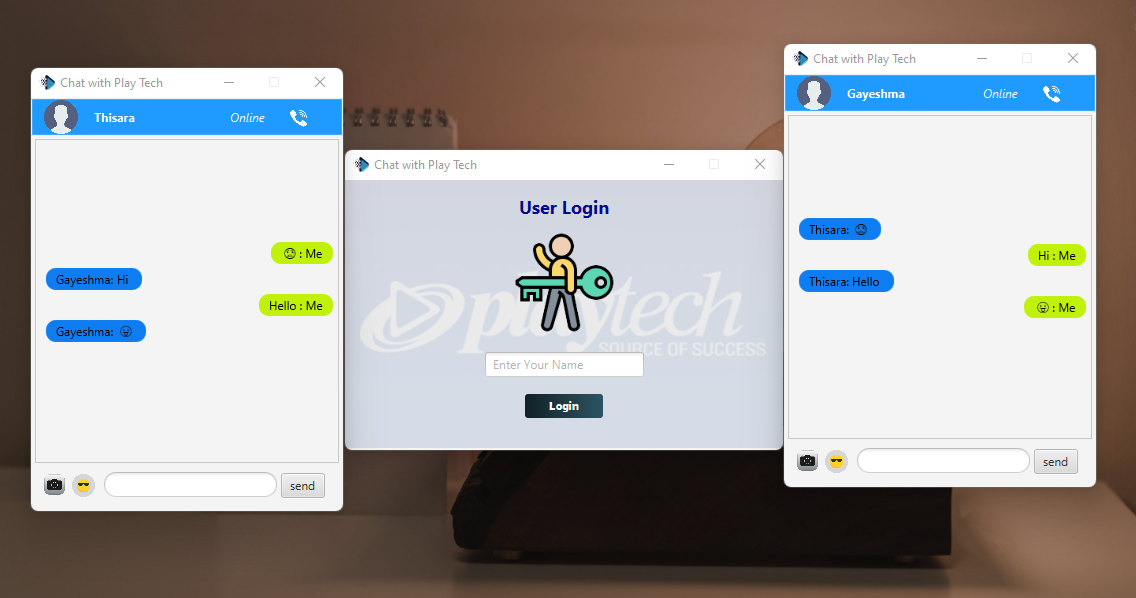 Chat with Play Tech
Thisara
Online
☹ : Me
Gayeshma: Hi
Hello : Me
Gayeshma: 😛
send
Chat with Play Tech
User Login
playtech
SOURCE OF SUCCESS
Enter Your Name
Login
Chat with Play Tech
Gayeshma
Online
Thisara: ☹
Hi : Me
Thisara: Hello
😛 : Me
send